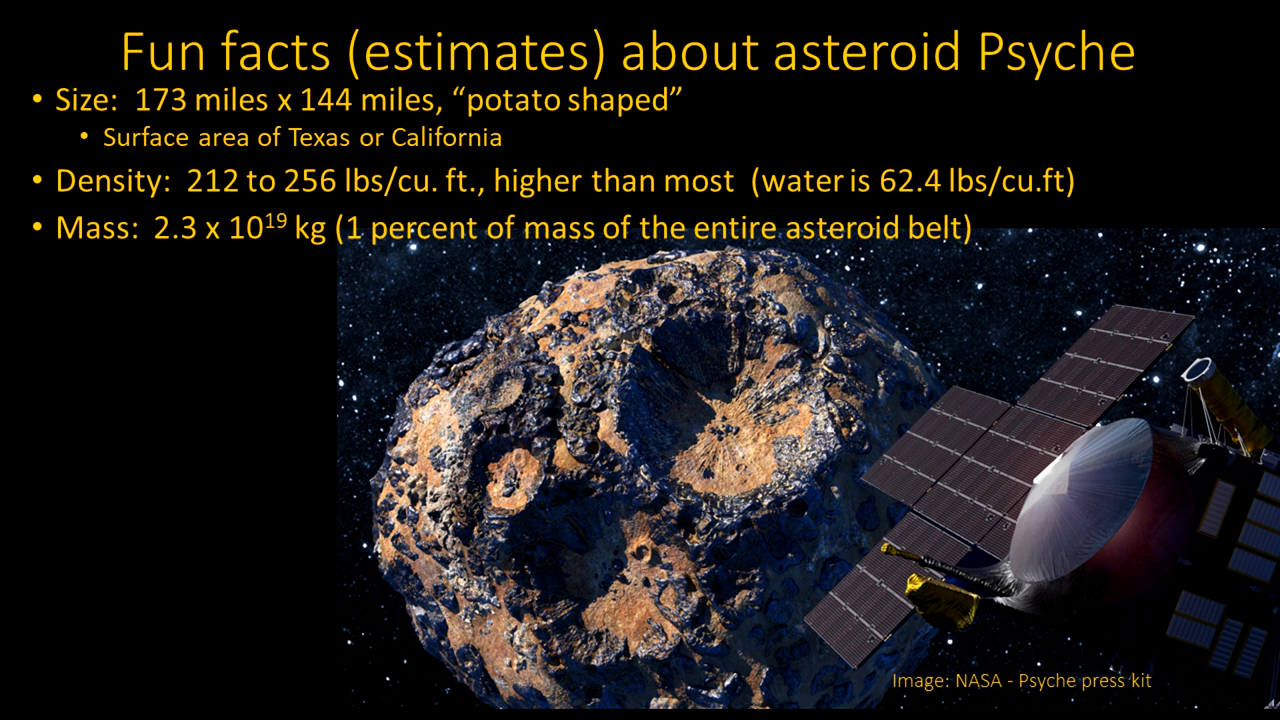 Fun facts (estimates) about asteroid Psyche
• Size:  173 miles x 144 miles, “potato shaped”
• Surface area of Texas or California
• Density:  212 to 256 lbs/cu. ft., higher than most  (water is 62.4 lbs/cu.ft)
• Mass:  2.3 x 10¹⁹ kg (1 percent of mass of the entire asteroid belt)
Image: NASA - Psyche press kit